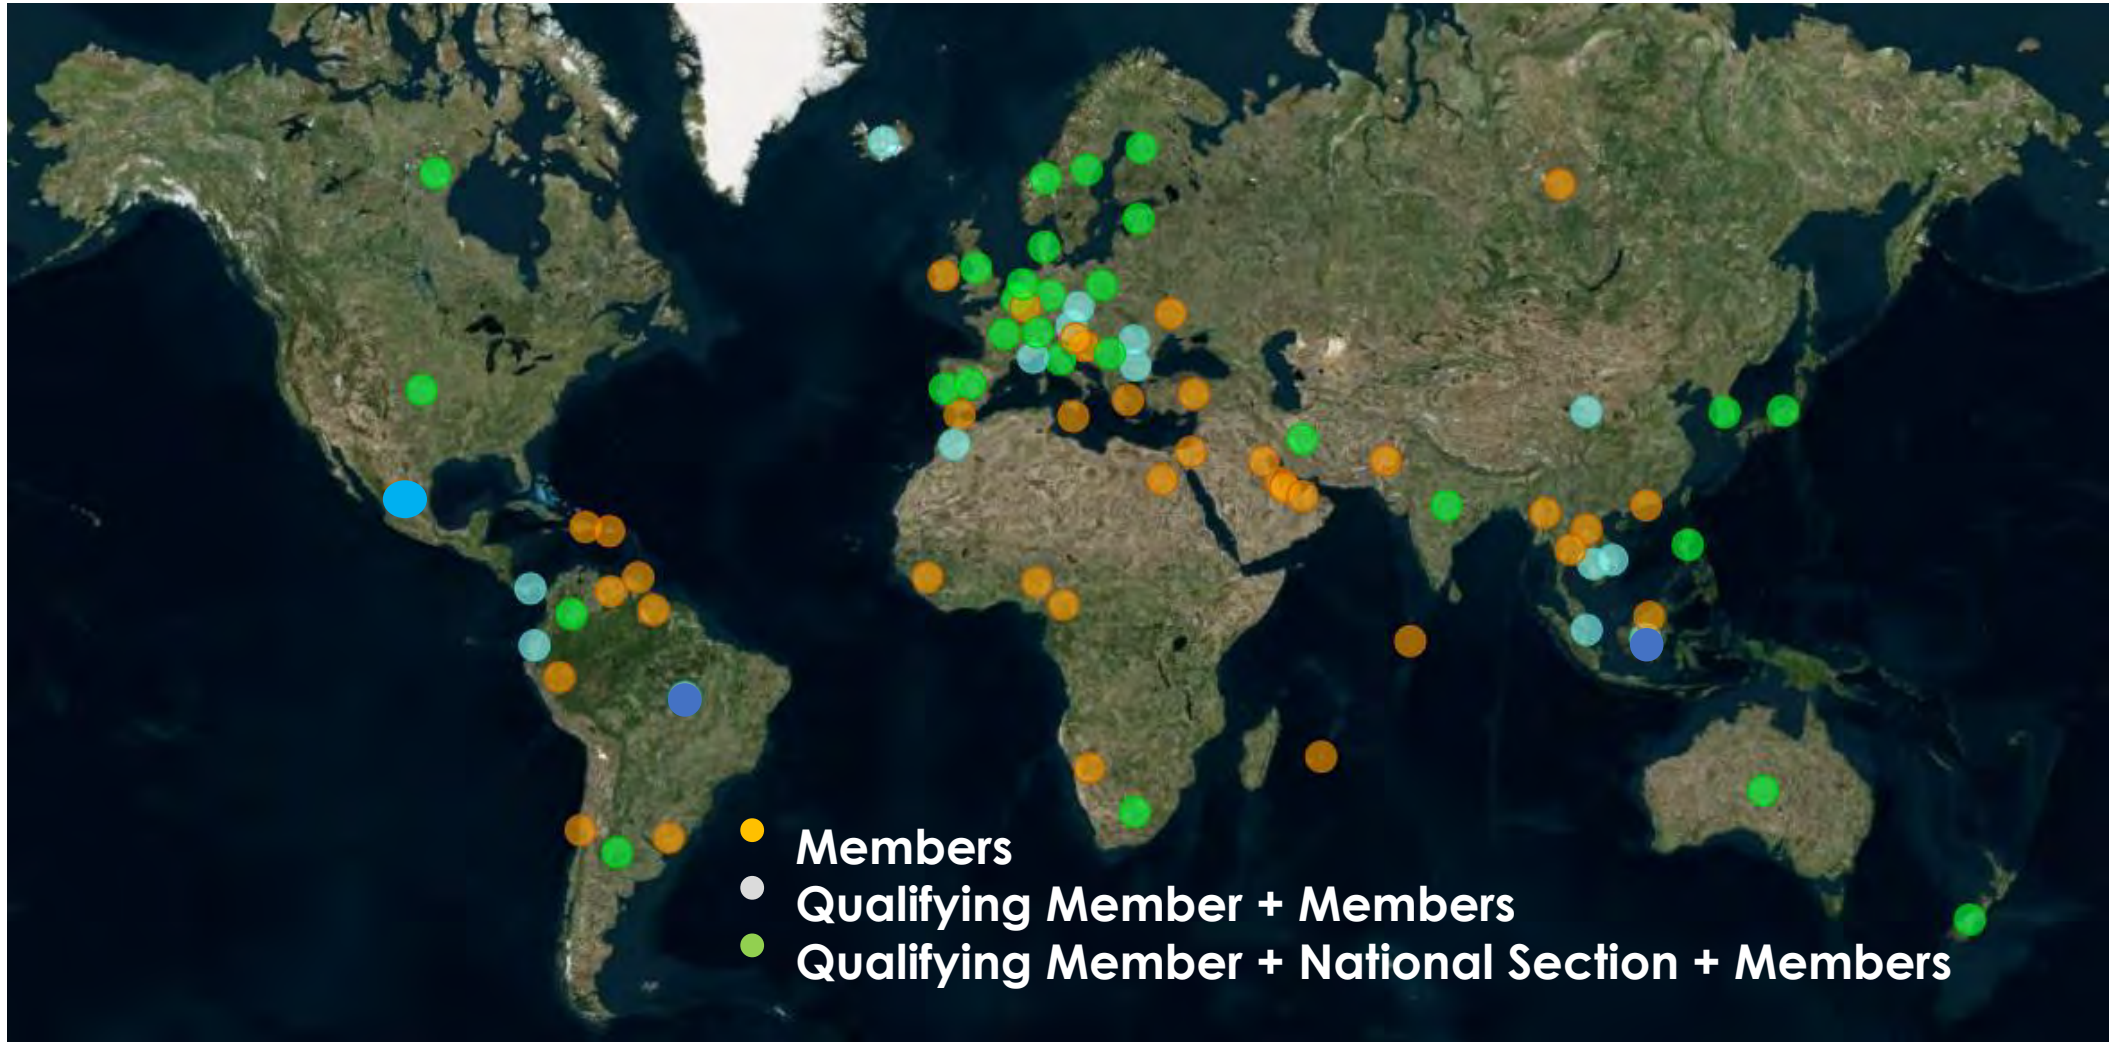 Members
Qualifying Member + Members
Qualifying Member + National Section + Members